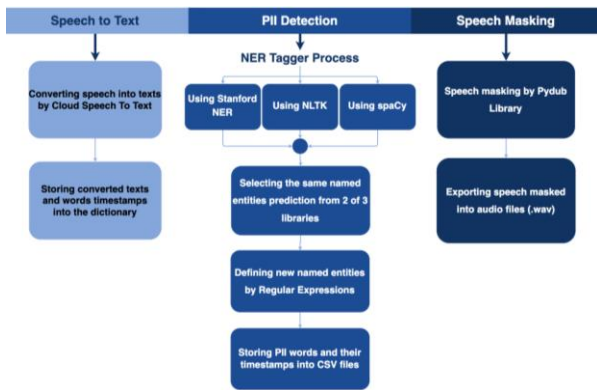 Speech to Text
PII Detection
Speech Masking
NER Tagger Process
Converting speech into texts
by Cloud Speech To Text
Storing converted texts
and words timestamps
into the dictionary
Using Stanford
NER
Using NLTK
Using spaCy
Selecting the same named
entities prediction from 2 of 3
libraries
Defining new named entities
by Regular Expressions
Storing PII words and their
timestamps into CSV files
Speech masking by Pydub
Library
Exporting speech masked
into audio files (.wav)